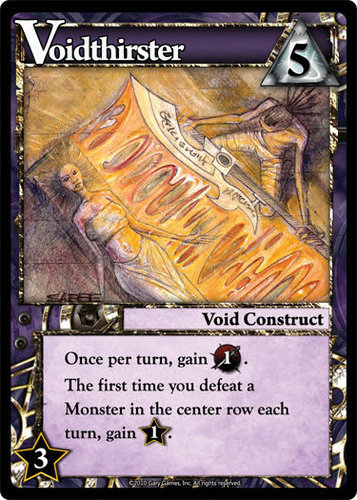 Voidthirster
5
SABEE
Void Construct
Once per turn, gain 1.
The first time you defeat a
Monster in the center row each
turn, gain 1.
3
©2010 Gary Games, Inc. All rights reserved.